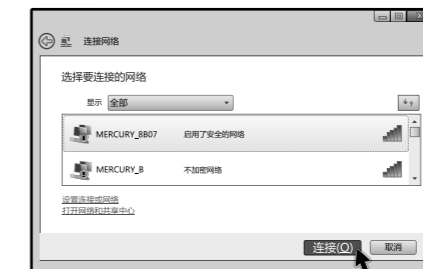 连接网络
选择要连接的网络
显示 全部
MERCURY_8B07 启用了安全的网络
MERCURY_B 不加密网络
设置连接或网络
打开网络和共享中心
连接(O) 取消